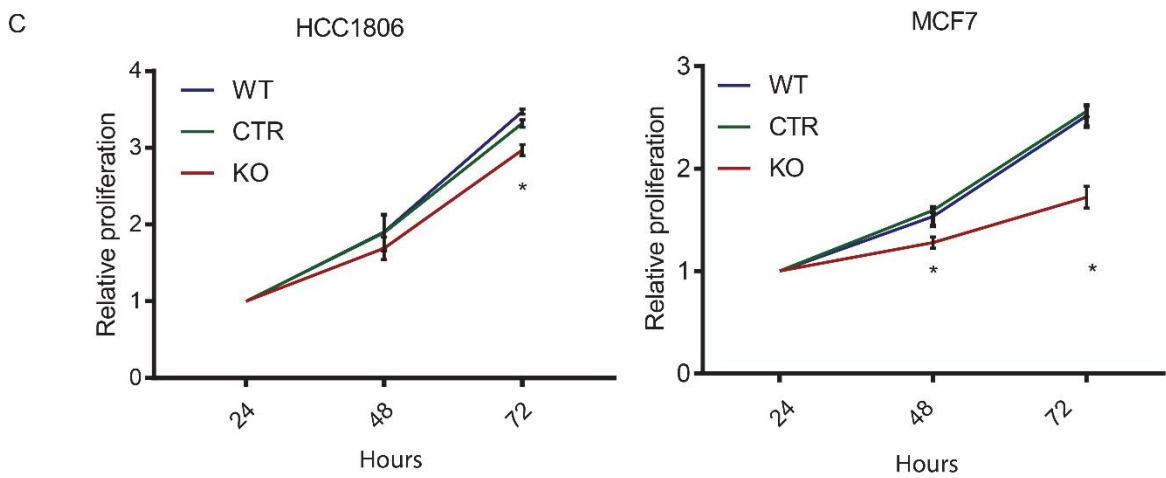 C
HCC1806
Relative proliferation
4
3
2
1
0
WT
CTR
KO
*
24
48
72
Hours
MCF7
Relative proliferation
3
2
1
0
WT
CTR
KO
*
*
24
48
72
Hours